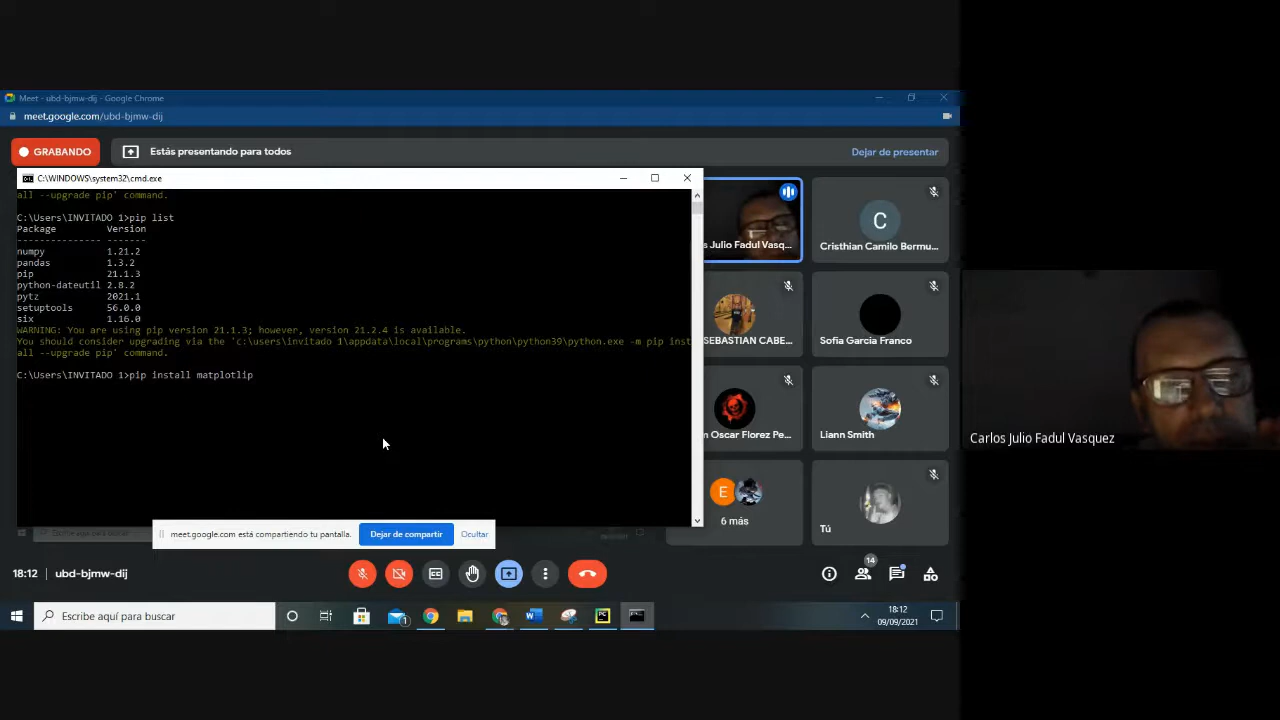 Meet - ubd-bjmw-dij - Google Chrome
meet.google.com/ubd-bjmw-dij
GRABANDO
Estás presentando para todos
Dejar de presentar
C:\WINDOWS\system32\cmd.exe
all --upgrade pip' command.
C:\Users\INVITADO 1>pip list
Package Version
--------------- -------
numpy 1.21.2
pandas 1.3.2
pip 21.1.3
python-dateutil 2.8.2
pytz 2021.1
setuptools 56.0.0
six 1.16.0
WARNING: You are using pip version 21.1.3; however, version 21.2.4 is available.
You should consider upgrading via the 'c:\users\invitado 1\appdata\local\programs\python\python39\python.exe -m pip inst
all --upgrade pip' command.
C:\Users\INVITADO 1>pip install matplotlip
s Julio Fadul Vasq...
C
Cristhian Camilo Bermu...
SEBASTIAN CABE...
Sofia Garcia Franco
m Oscar Florez Pe...
Liann Smith
E
6 más
Tú
Carlos Julio Fadul Vasquez
meet.google.com está compartiendo tu pantalla.
Dejar de compartir
Ocultar
18:12
ubd-bjmw-dij
14
Escribe aquí para buscar
1
W
PC
18:12
09/09/2021